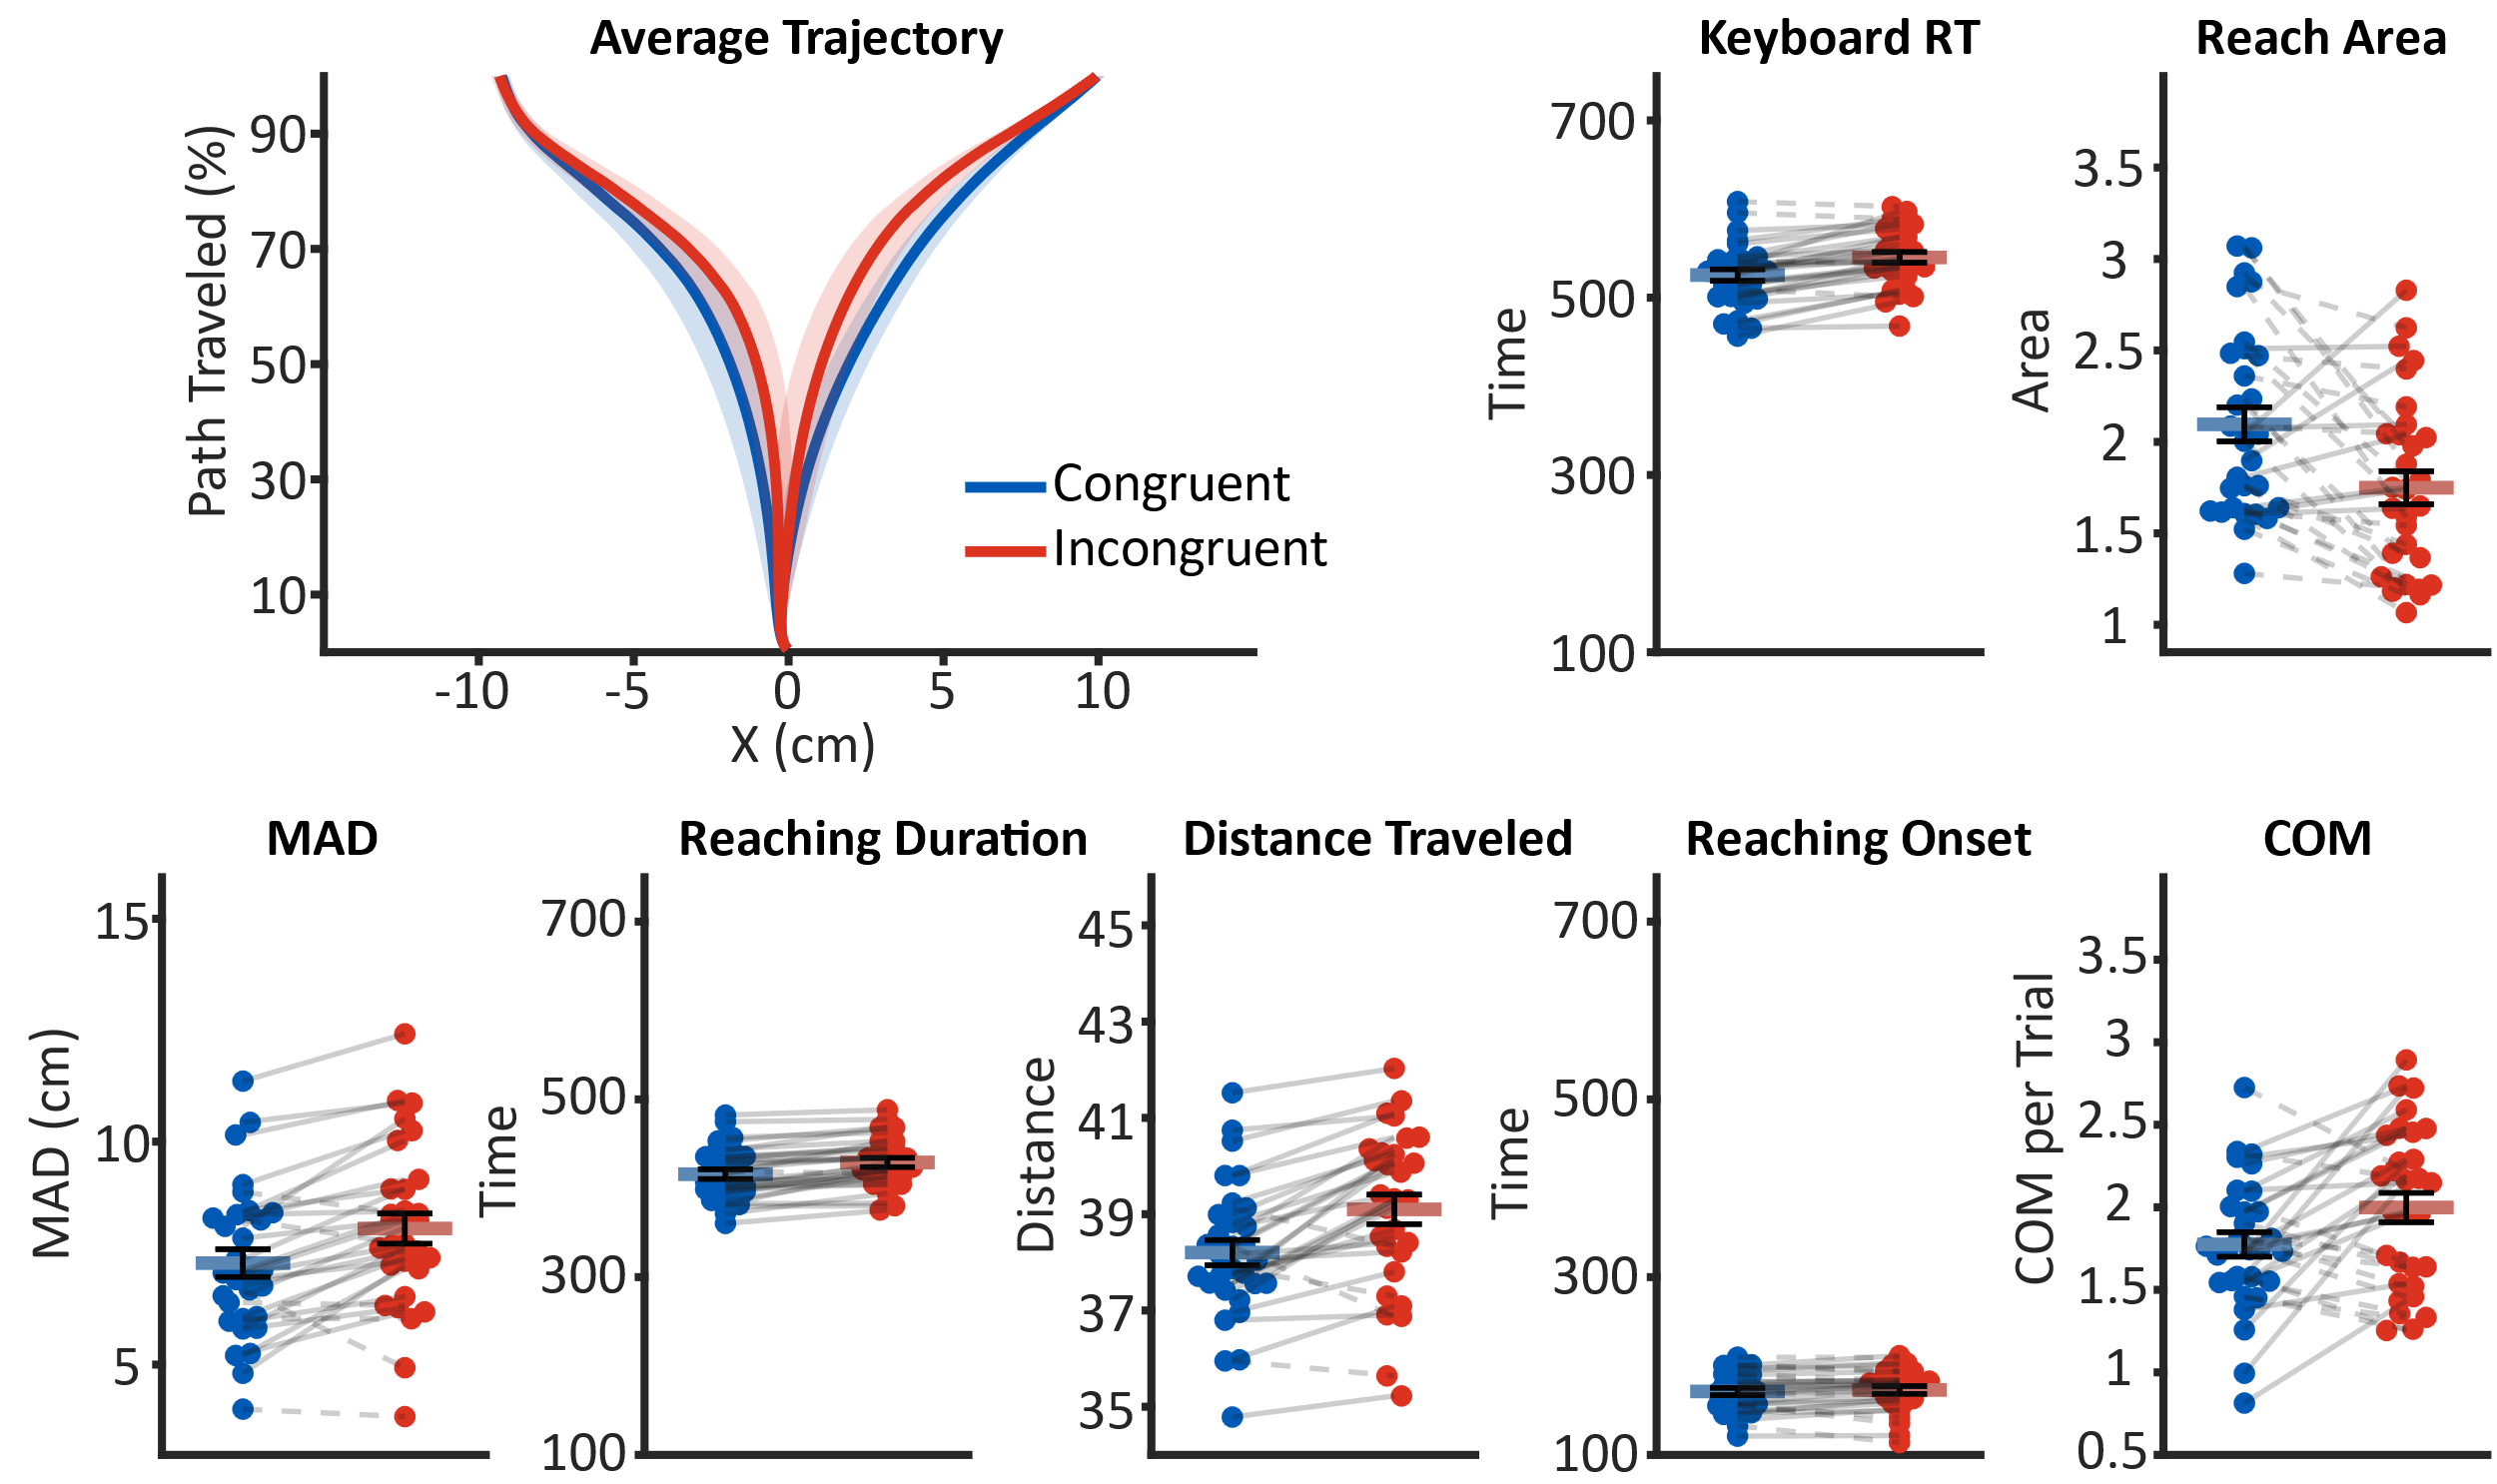 Average Trajectory
Path Traveled (%)
90
70
50
30
10
-10 -5 0 5 10
X (cm)
Congruent
Incongruent
Keyboard RT
Time
700
500
300
100
Reach Area
Area
3.5
3
2.5
2
1.5
1
MAD
MAD (cm)
15
10
5
Reaching Duration
Time
700
500
300
100
Distance Traveled
Distance
45
43
41
39
37
35
Reaching Onset
Time
700
500
300
100
COM
COM per Trial
3.5
3
2.5
2
1.5
1
0.5